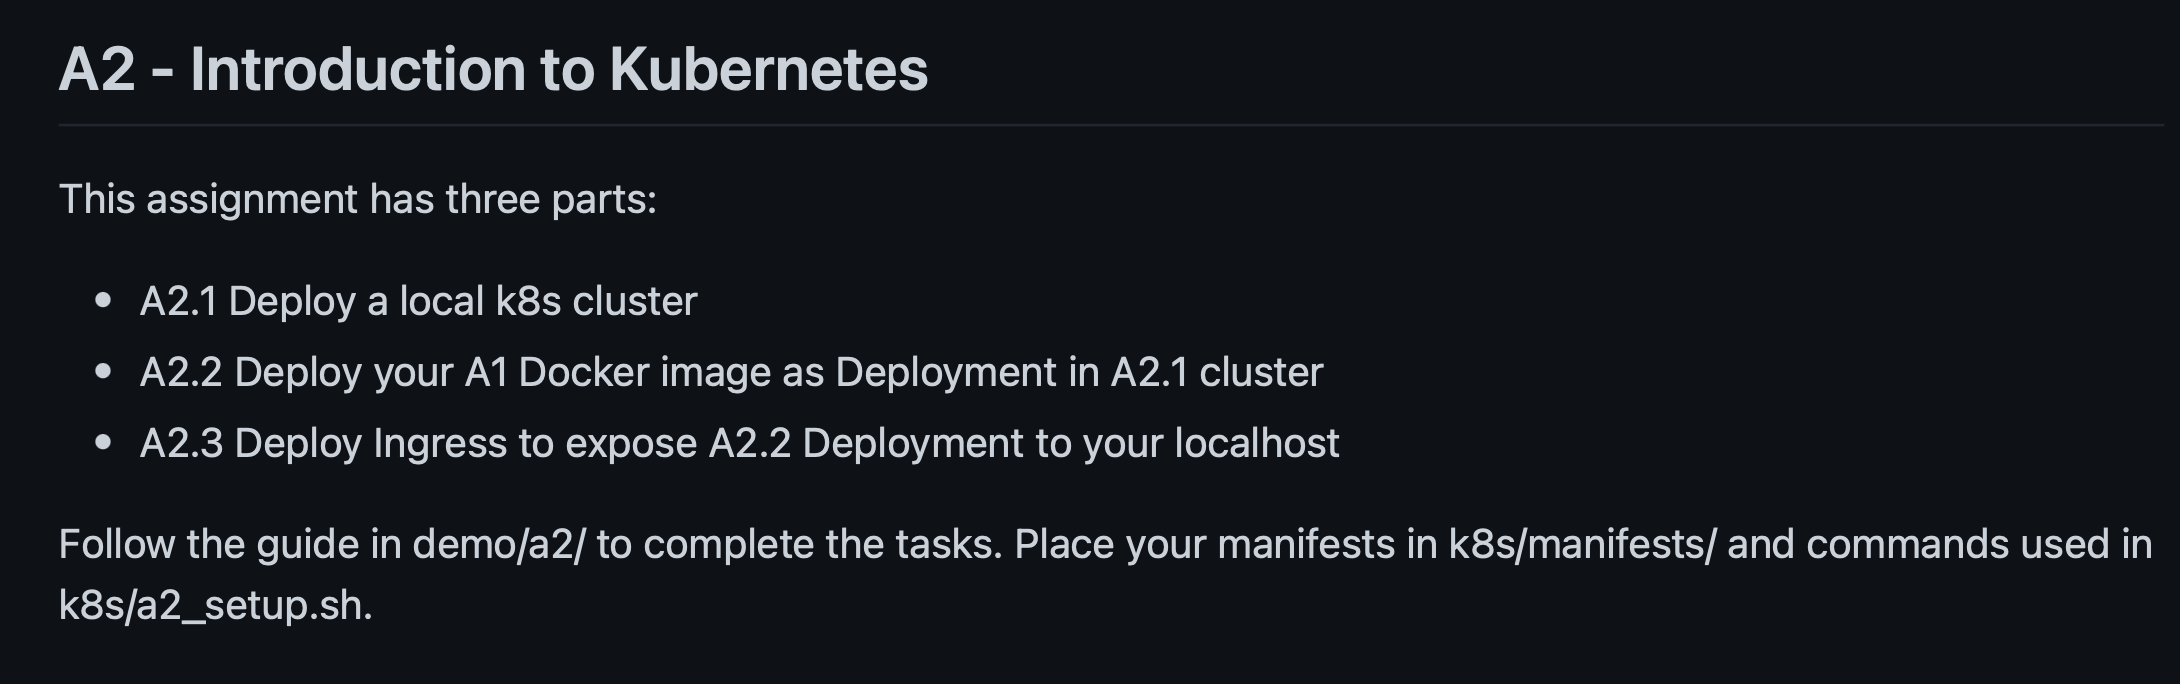 A2 - Introduction to Kubernetes
This assignment has three parts:
• A2.1 Deploy a local k8s cluster
• A2.2 Deploy your A1 Docker image as Deployment in A2.1 cluster
• A2.3 Deploy Ingress to expose A2.2 Deployment to your localhost
Follow the guide in demo/a2/ to complete the tasks. Place your manifests in k8s/manifests/ and commands used in
k8s/a2_setup.sh.